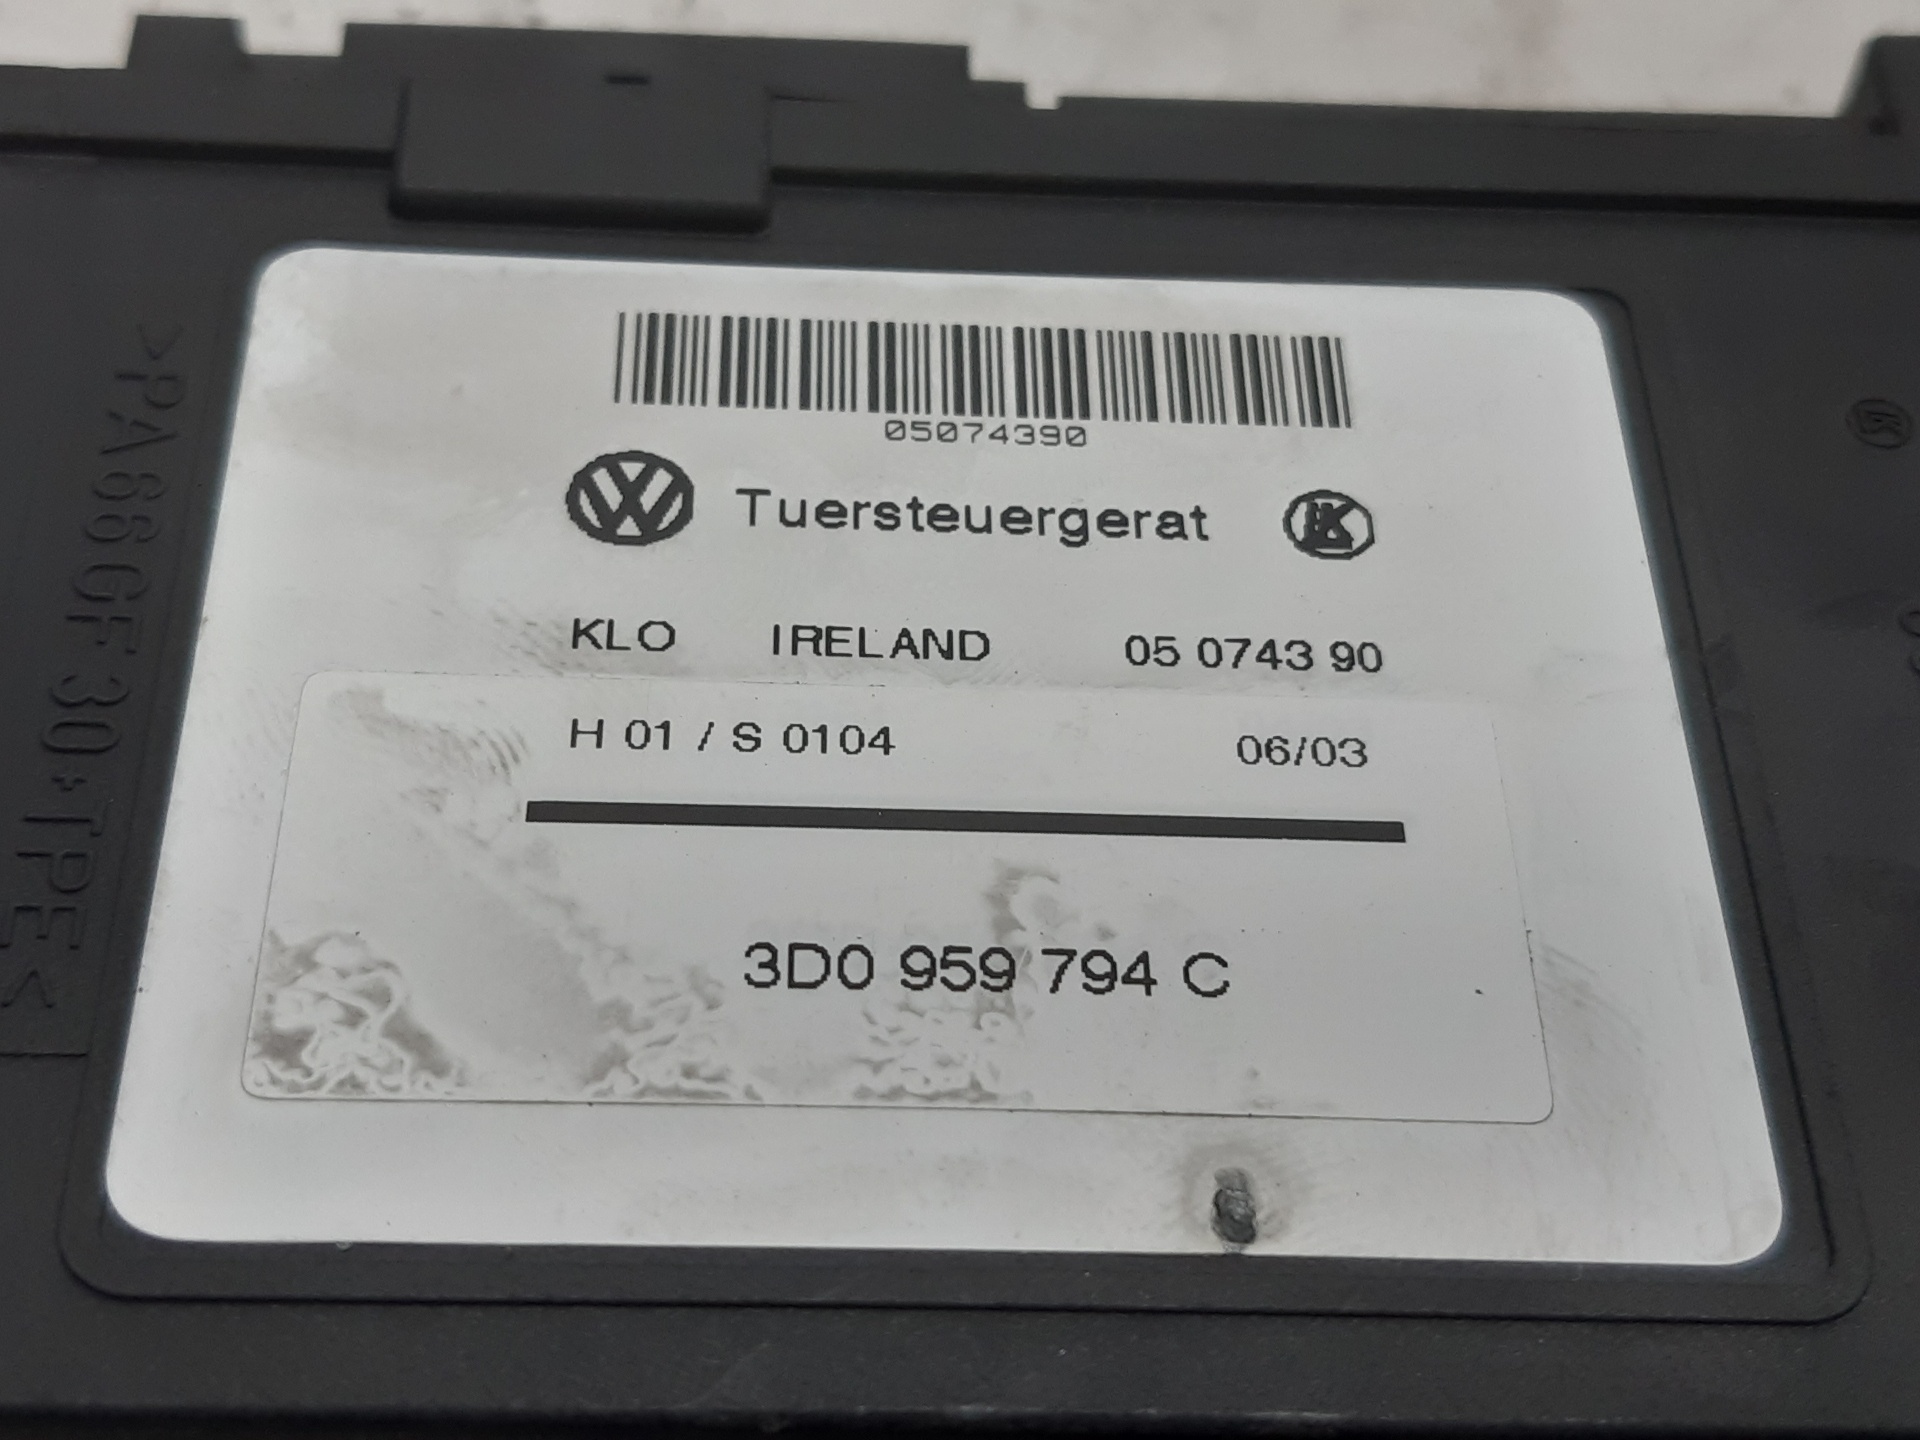 05074390
Tuersteuergerat
KLO IRELAND 05 0743 90
H 01 / S 0104 06/03
3D0 959 794 C
>PA66GF30+TPE<